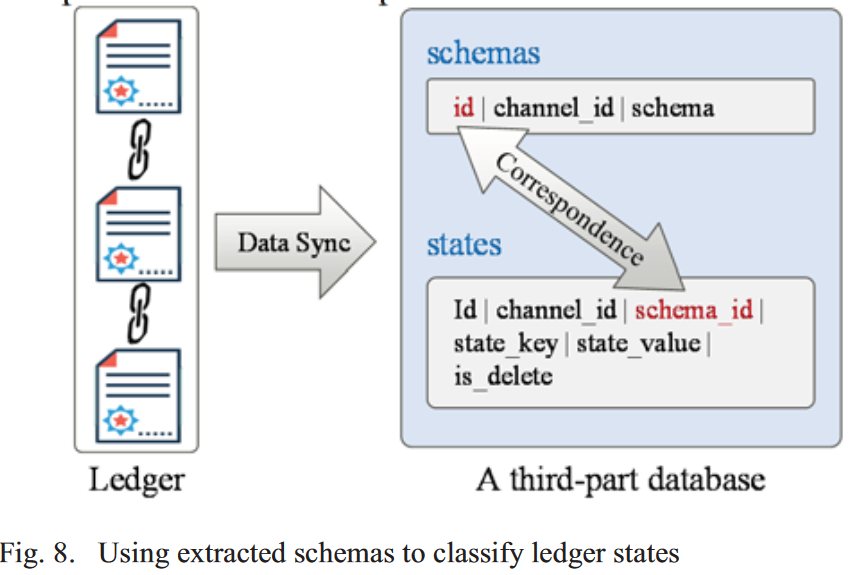 schemas
id | channel_id | schema
Correspondence
Data Sync
states
Id | channel_id | schema_id |
state_key | state_value |
is_delete
Ledger
A third-part database
Fig. 8. Using extracted schemas to classify ledger states